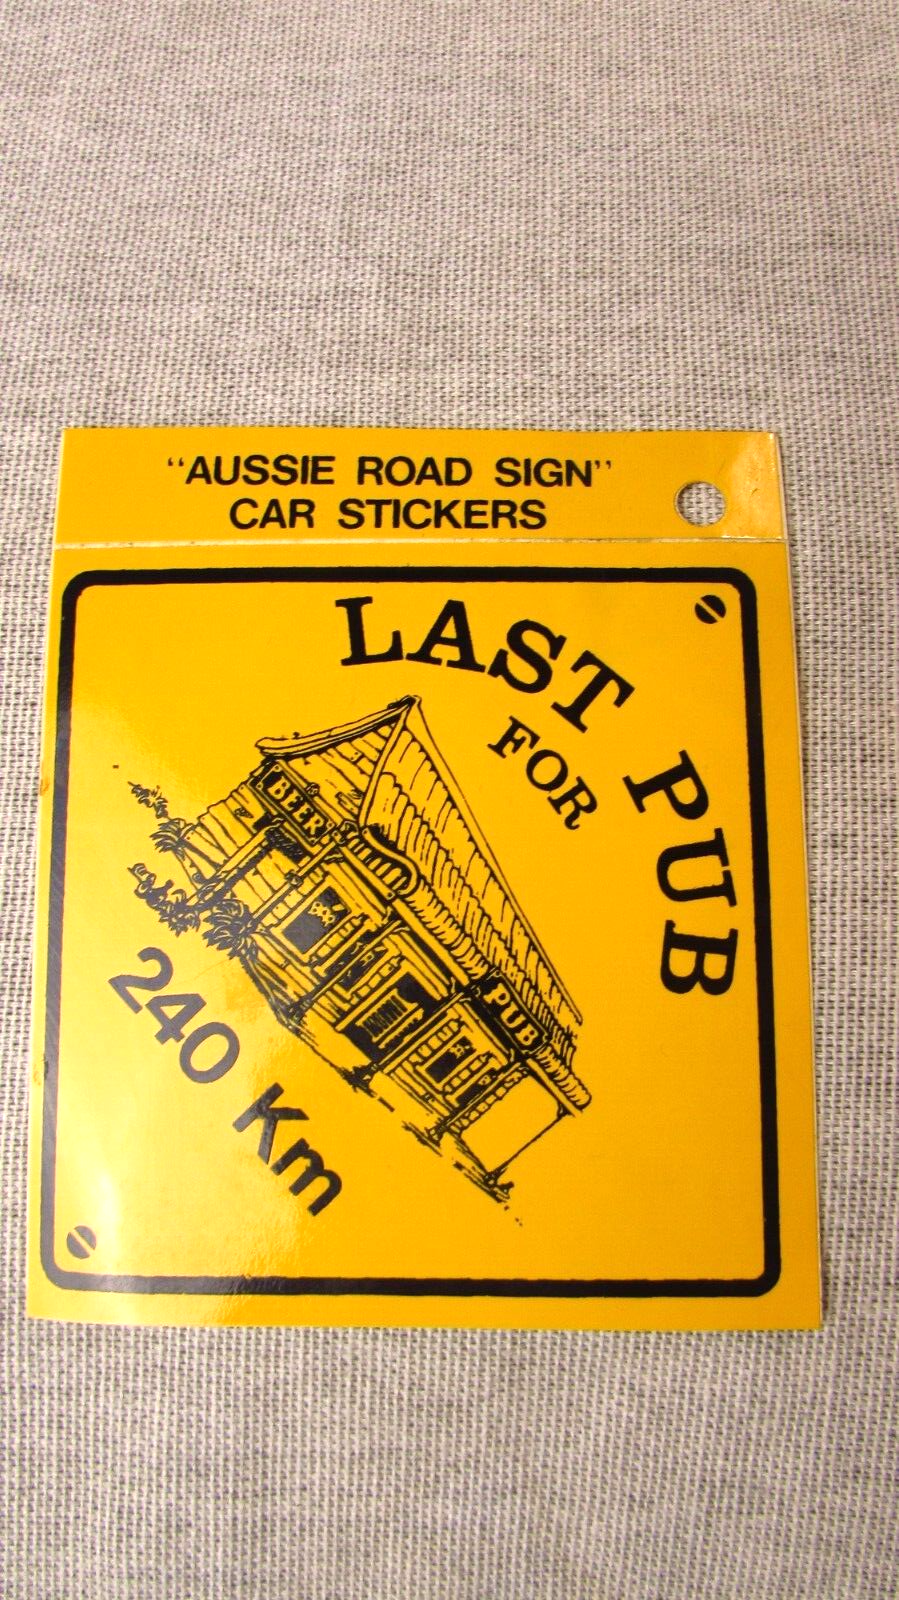 "AUSSIE ROAD SIGN"
CAR STICKERS
LAST PUB
FOR
240 Km
BEER
PUB